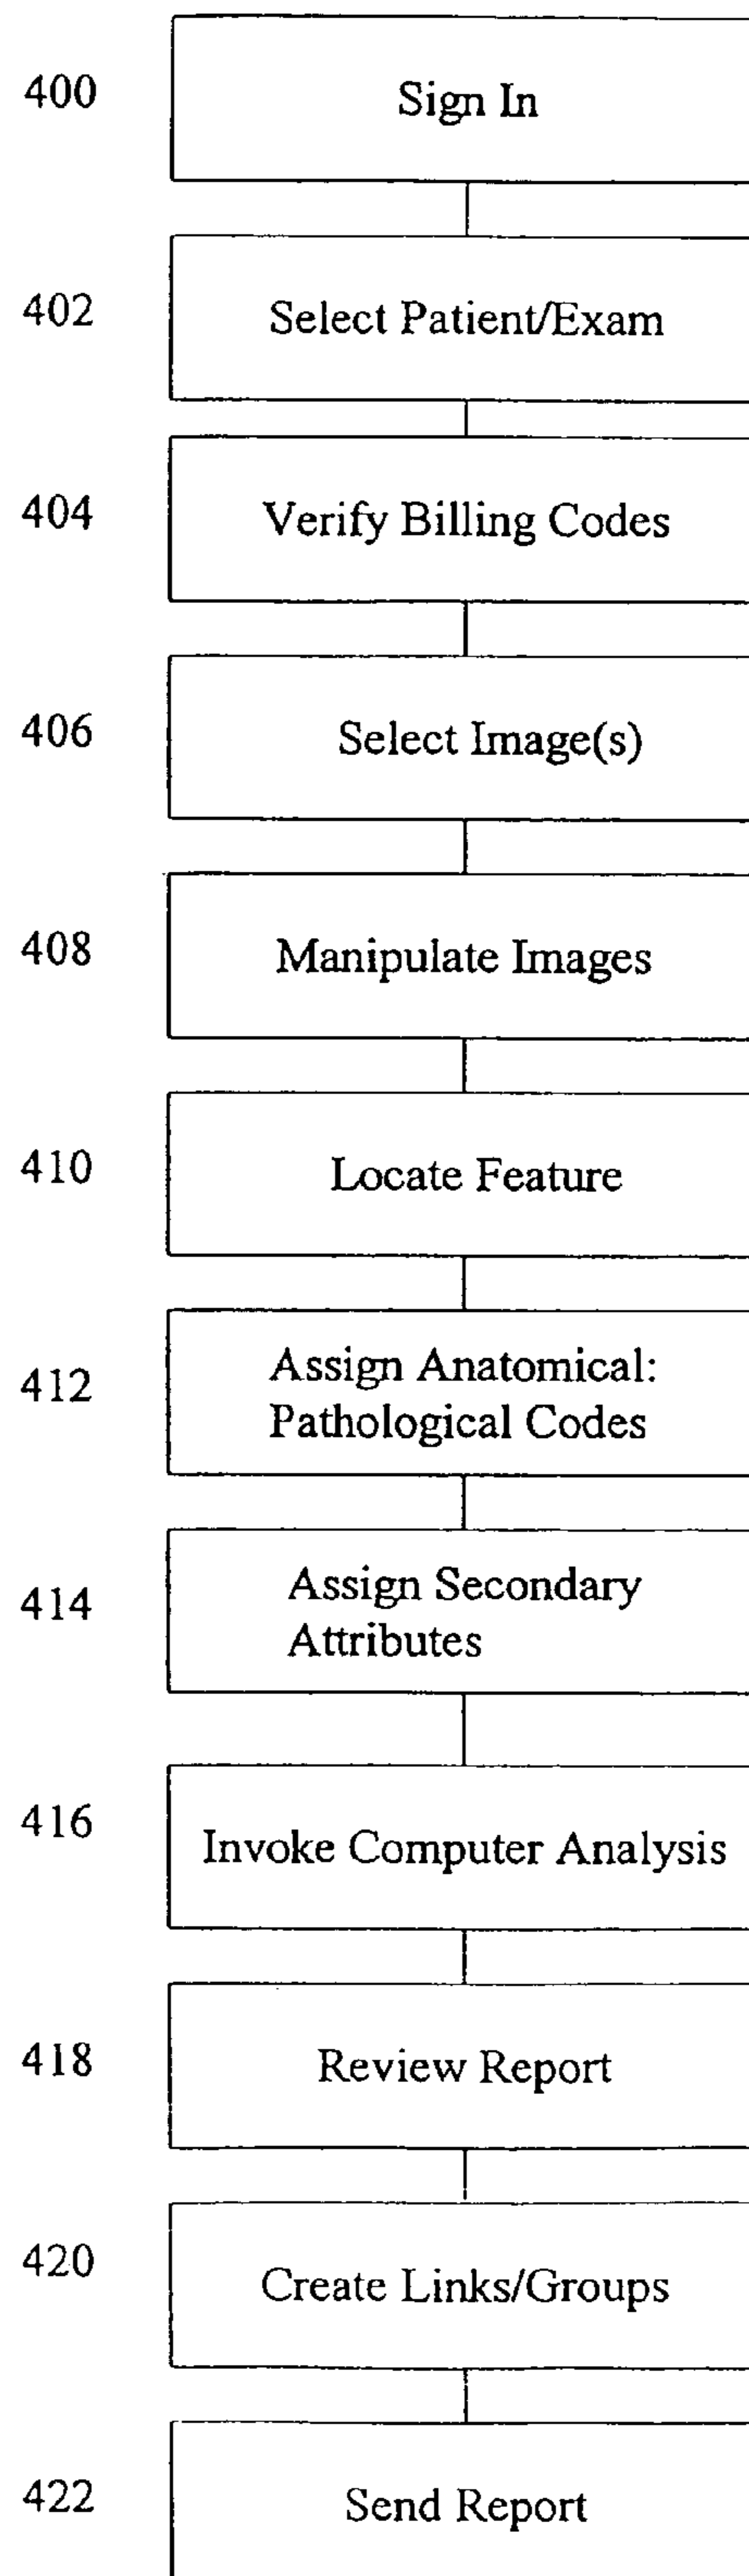 400 Sign In
402 Select Patient/Exam
404 Verify Billing Codes
406 Select Image(s)
408 Manipulate Images
410 Locate Feature
412 Assign Anatomical:
Pathological Codes
414 Assign Secondary
Attributes
416 Invoke Computer Analysis
418 Review Report
420 Create Links/Groups
422 Send Report